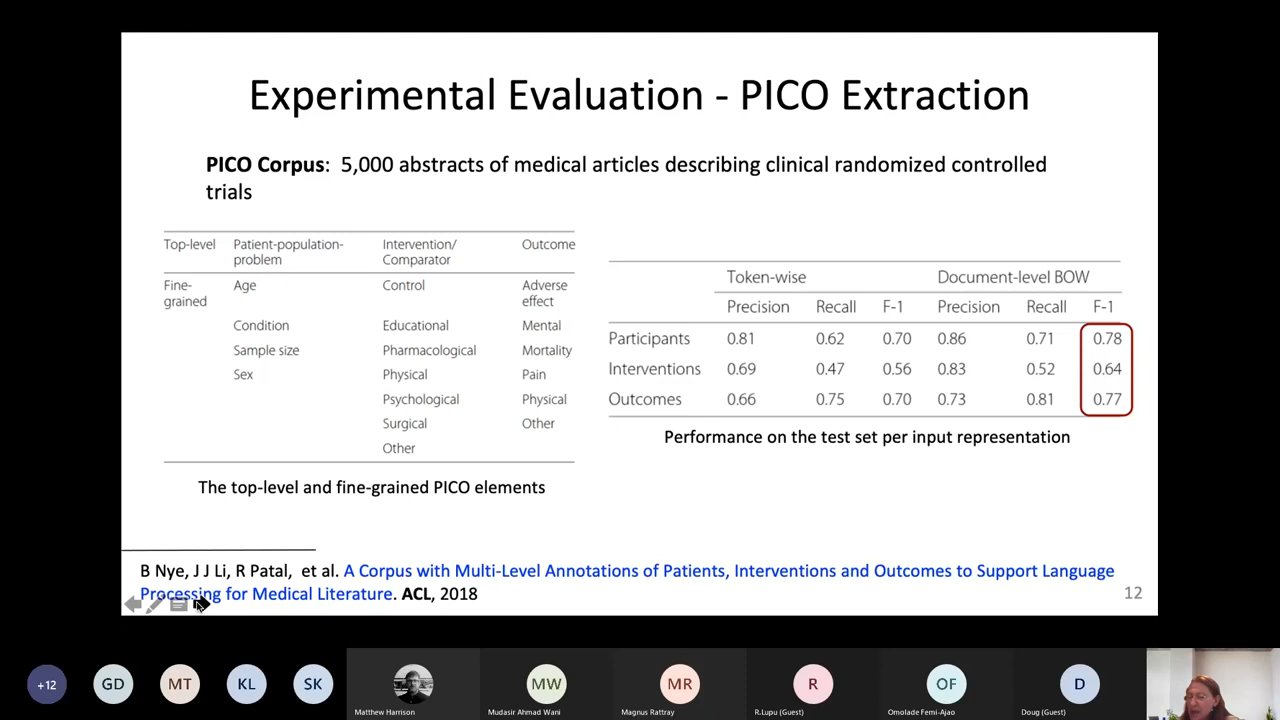 Experimental Evaluation - PICO Extraction
PICO Corpus: 5,000 abstracts of medical articles describing clinical randomized controlled
trials
Top-level Patient-population- Intervention/ Outcome
problem Comparator
Fine- Age Control Adverse
grained effect
Condition Educational Mental
Sample size Pharmacological Mortality
Sex Physical Pain
Psychological Physical
Surgical Other
Other
The top-level and fine-grained PICO elements
Token-wise Document-level BOW
Precision Recall F-1 Precision Recall F-1
Participants 0.81 0.62 0.70 0.86 0.71 0.78
Interventions 0.69 0.47 0.56 0.83 0.52 0.64
Outcomes 0.66 0.75 0.70 0.73 0.81 0.77
Performance on the test set per input representation
B Nye, J J Li, R Patal, et al. A Corpus with Multi-Level Annotations of Patients, Interventions and Outcomes to Support Language
Processing for Medical Literature. ACL, 2018
12
+12 GD MT KL SK MW MR R OF D
Matthew Harrison Mudasir Ahmad Wani Magnus Rattray R.Lupu (Guest) Omolade Femi-Ajao Doug (Guest)